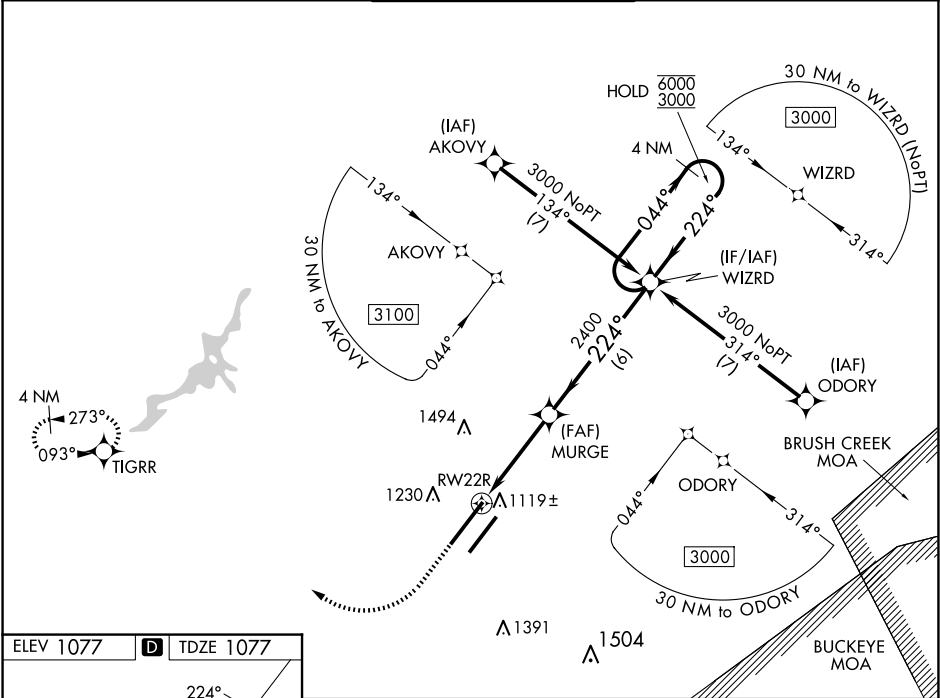 HOLD 6000
3000
30 NM to WIZRD (NoPT)
3000
134°
WIZRD
314°
4 NM
(IAF)
AKOVY
3000 NoPT
134°
(7)
044°
224°
(IF/IAF)
WIZRD
134°
AKOVY
3100
044°
30 NM to AKOVY
2400
224°
(6)
3000 NoPT
314°
(7)
(IAF)
ODORY
4 NM
273°
093°
TIGRR
1494
(FAF)
MURGE
BRUSH CREEK
MOA
1230
RW22R
1119±
ODORY
044°
314°
3000
30 NM to ODORY
1391
1504
BUCKEYE
MOA
ELEV 1077 D TDZE 1077
224°